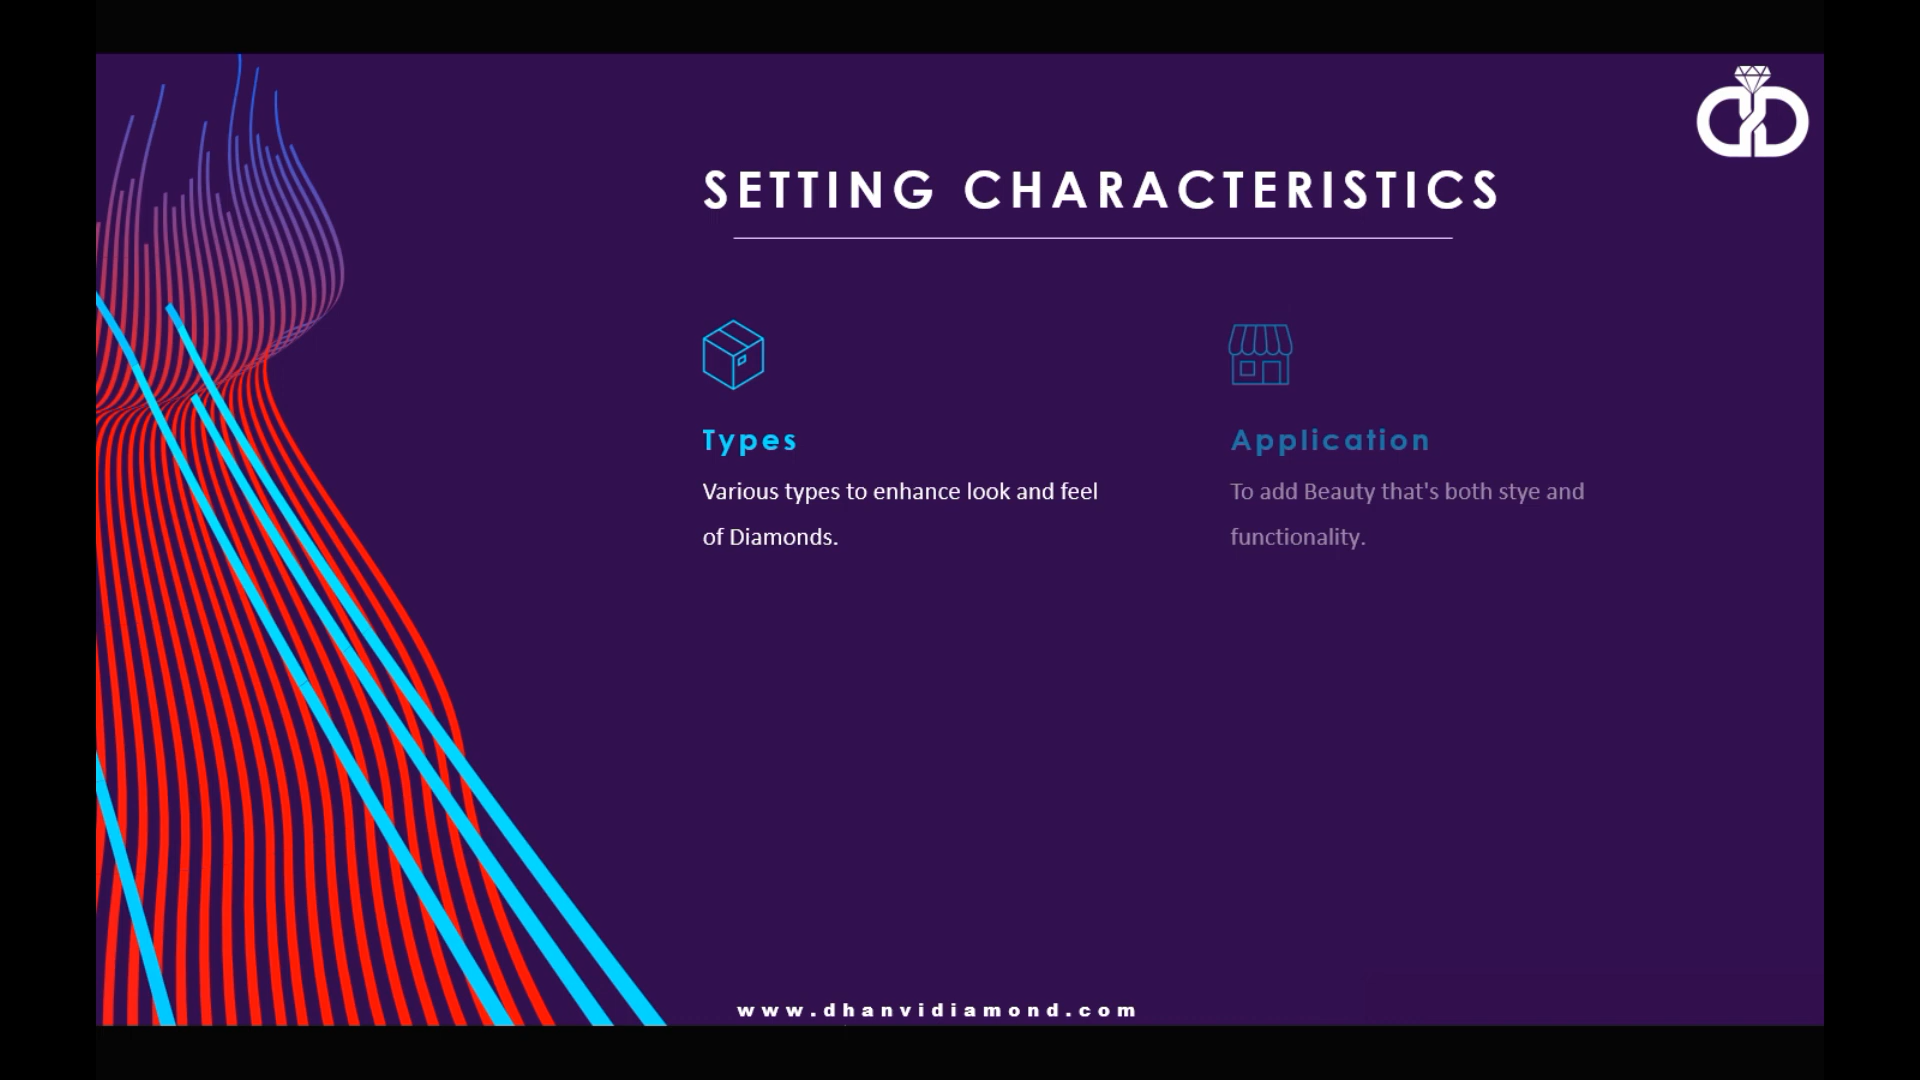 SETTING CHARACTERISTICS
Types
Various types to enhance look and feel
of Diamonds.
Application
To add Beauty that's both stye and
functionality.
www.dhanvidiamond.com